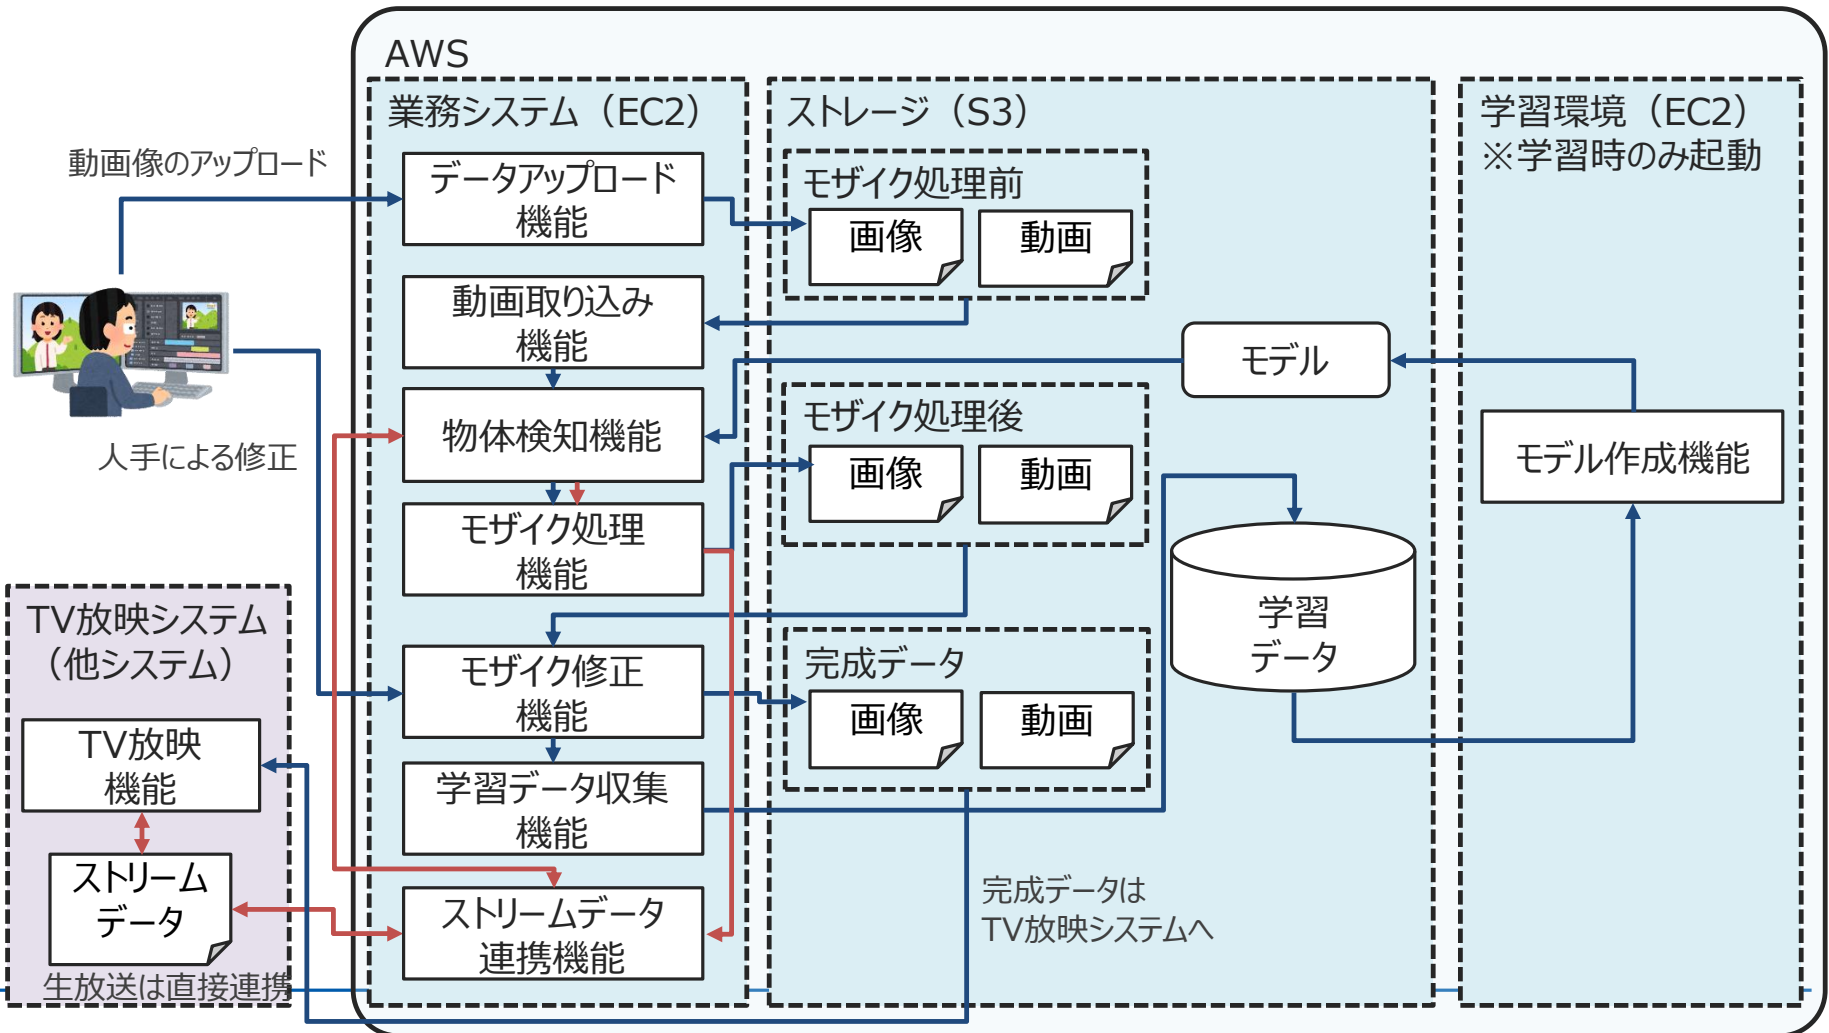 AWS
業務システム（EC2）
ストレージ（S3）
学習環境（EC2）
※学習時のみ起動
動画像のアップロード
データアップロード
機能
モザイク処理前
画像
動画
動画取り込み
機能
モデル
物体検知機能
モザイク処理後
画像
動画
モデル作成機能
人手による修正
モザイク処理
機能
学習
データ
TV放映システム
（他システム）
モザイク修正
機能
完成データ
画像
動画
TV放映
機能
学習データ収集
機能
ストリーム
データ
ストリームデータ
連携機能
完成データは
TV放映システムへ
生放送は直接連携